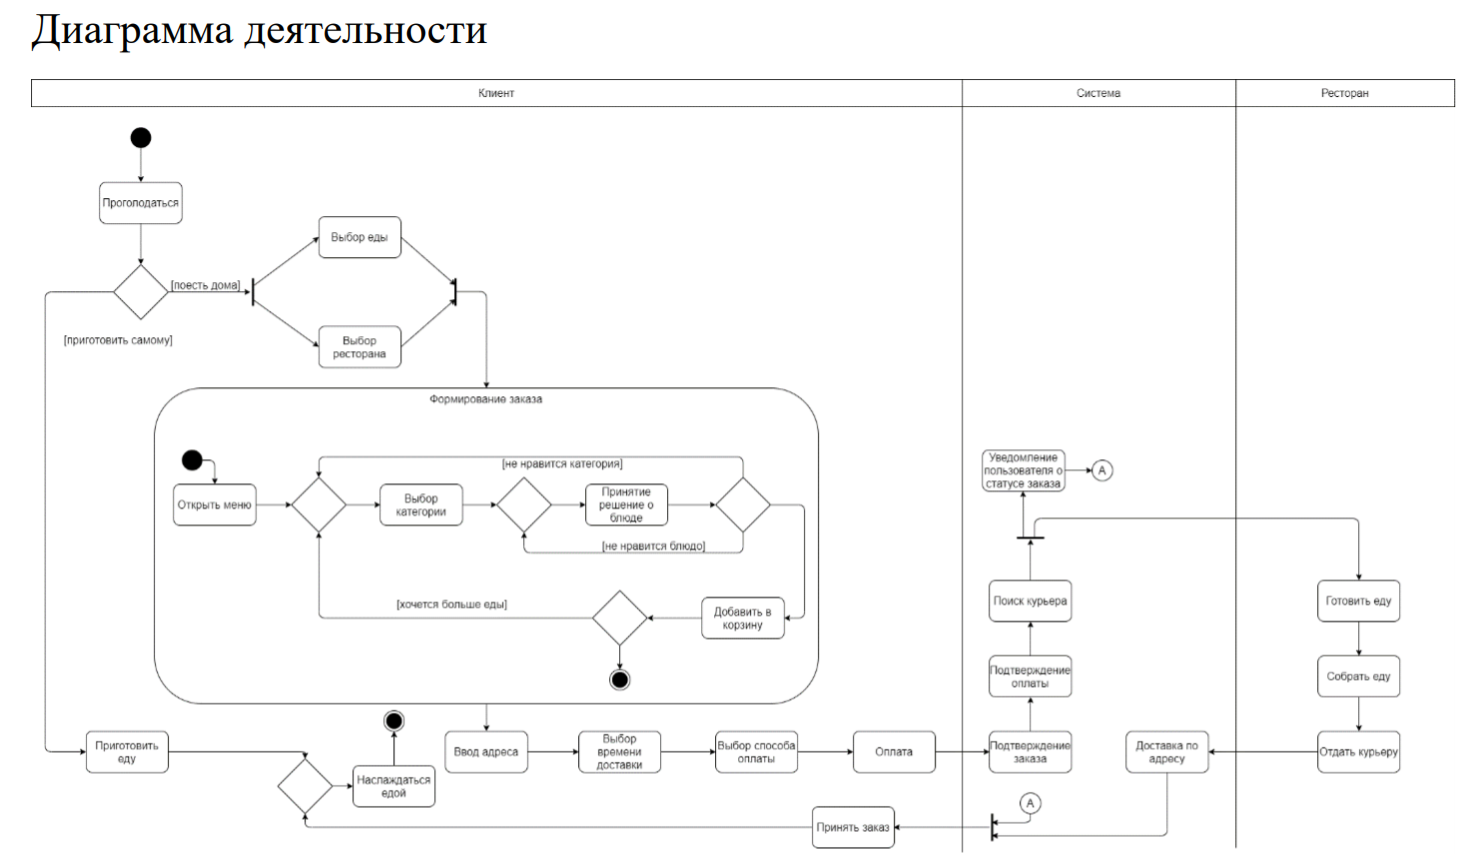 Диаграмма деятельности
Клиент
Система
Ресторан
Проголодаться
[поесть дома]
[приготовить самому]
Выбор еды
Выбор
ресторана
Формирование заказа
[не нравится категория]
Открыть меню
Выбор
категории
Принятие
решение о
блюде
[не нравится блюдо]
[хочется больше еды]
Добавить в
корзину
Уведомление
пользователя о
статусе заказа
A
Поиск курьера
Готовить еду
Подтверждение
оплаты
Собрать еду
Приготовить
еду
Наслаждаться
едой
Ввод адреса
Выбор
времени
доставки
Выбор способа
оплаты
Оплата
Подтверждение
заказа
Доставка по
адресу
Отдать курьеру
A
Принять заказ